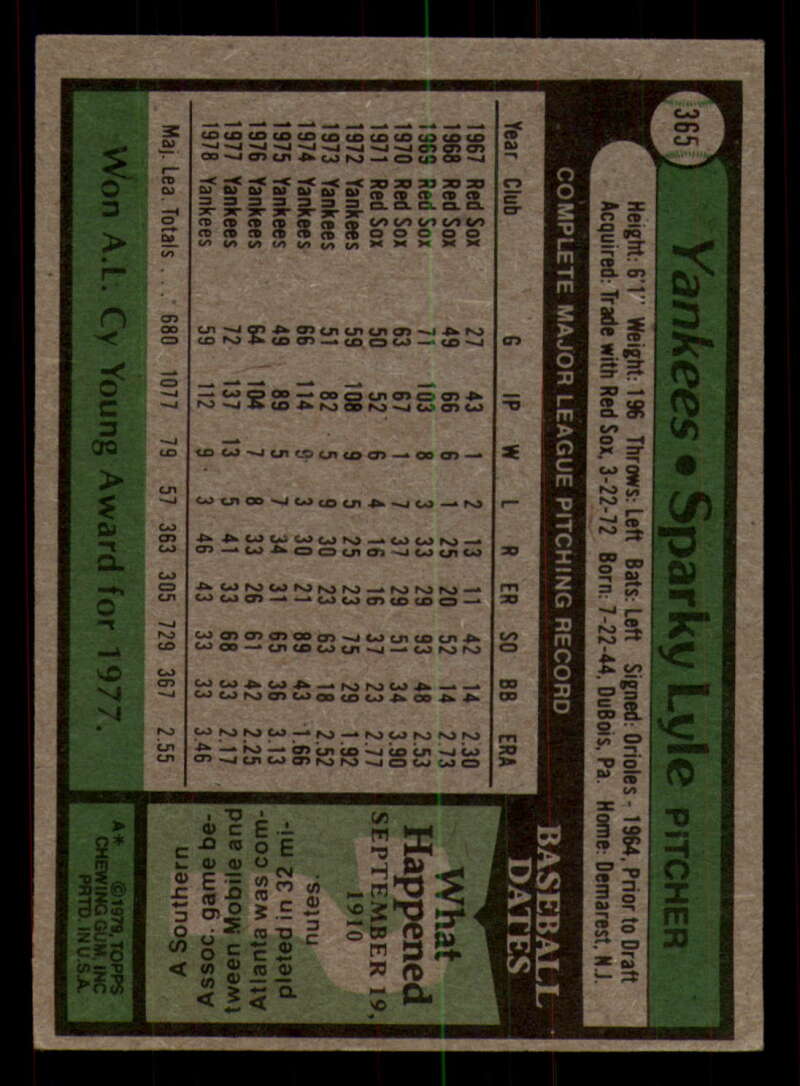 365
Yankees • Sparky Lyle PITCHER
Height: 6'1" Weight: 196 Throws: Left Bats: Left Signed: Orioles - 1964, Prior to Draft
Acquired: Trade with Red Sox, 3-22-72 Born: 7-22-44, DuBois, Pa. Home: Demarest, N.J.
COMPLETE MAJOR LEAGUE PITCHING RECORD
Year Club G IP W L R ER SO BB ERA
1967 Red Sox 27 43 1 2 13 11 42 14 2.30
1968 Red Sox 49 66 6 1 25 20 52 14 2.73
1969 Red Sox 71 103 8 3 33 29 93 48 2.53
1970 Red Sox 63 67 1 7 37 29 51 34 3.90
1971 Red Sox 50 52 6 4 16 16 37 23 2.77
1972 Yankees 59 108 9 5 25 23 75 29 1.92
1973 Yankees 51 82 5 9 30 23 63 18 2.52
1974 Yankees 66 114 9 3 30 21 89 43 1.66
1975 Yankees 49 89 5 7 34 31 65 36 3.13
1976 Yankees 64 104 7 8 33 26 61 42 2.25
1977 Yankees 72 137 13 5 41 33 68 33 2.17
1978 Yankees 59 112 9 3 46 43 33 33 3.46
Maj. Lea. Totals . . . 680 1077 79 57 363 305 729 367 2.55
Won A.L. Cy Young Award for 1977.
BASEBALL
DATES
What
Happened
SEPTEMBER 19,
1910
A Southern
Assoc. game be-
tween Mobile and
Atlanta was com-
pleted in 32 mi-
nutes.
A* ©1979, TOPPS
CHEWING GUM, INC
PRTD. IN U.S.A.